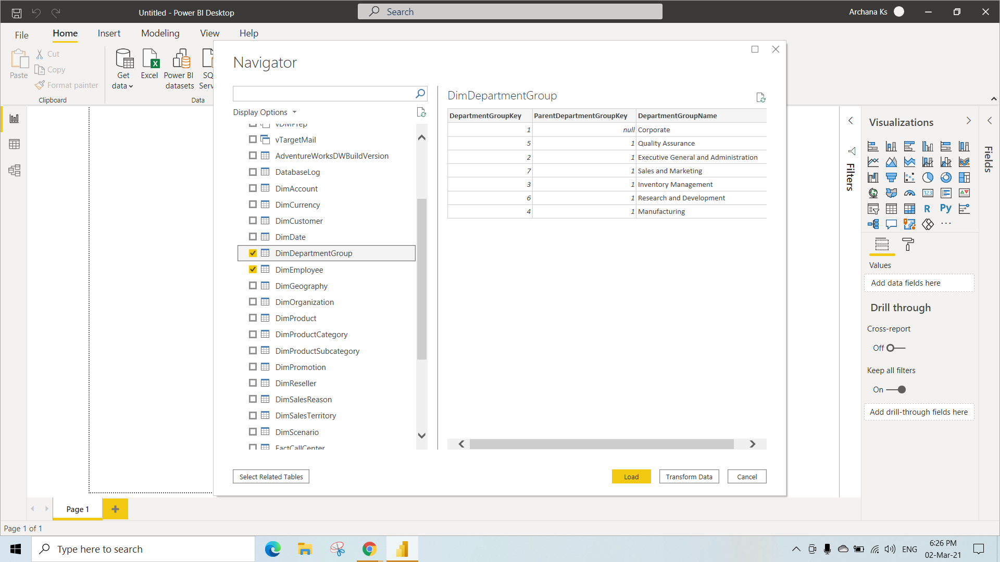 Untitled - Power BI Desktop
Search
Archana Ks
File
Home
Insert
Modeling
View
Help
Paste
Cut
Copy
Format painter
Clipboard
Get data
Excel
Power BI datasets
SQ
Serv
Data
Navigator
Display Options
vDMPrep
vTargetMail
AdventureWorksDWBuildVersion
DatabaseLog
DimAccount
DimCurrency
DimCustomer
DimDate
DimDepartmentGroup
DimEmployee
DimGeography
DimOrganization
DimProduct
DimProductCategory
DimProductSubcategory
DimPromotion
DimReseller
DimSalesReason
DimSalesTerritory
DimScenario
FactCallCenter
Select Related Tables
DimDepartmentGroup
DepartmentGroupKey ParentDepartmentGroupKey DepartmentGroupName
1 null Corporate
5 1 Quality Assurance
2 1 Executive General and Administration
7 1 Sales and Marketing
3 1 Inventory Management
6 1 Research and Development
4 1 Manufacturing
Load
Transform Data
Cancel
Filters
Visualizations
123
R
Py
Values
Add data fields here
Drill through
Cross-report
Off
Keep all filters
On
Add drill-through fields here
Fields
Page 1
Page 1 of 1
Type here to search
ENG
6:26 PM
02-Mar-21